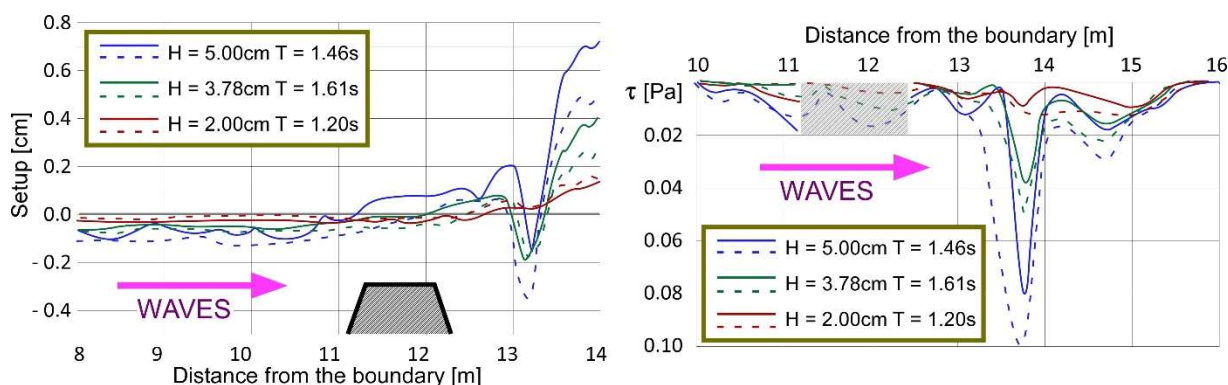 0.8
0.6
0.4
0.2
0.0
- 0.2
- 0.4
Setup [cm]
H = 5.00cm T = 1.46s
H = 3.78cm T = 1.61s
H = 2.00cm T = 1.20s
WAVES
8 9 10 11 12 13 14
Distance from the boundary [m]
Distance from the boundary [m]
10 11 12 13 14 15 16
τ [Pa]
0.02
0.04
0.06
0.08
0.10
WAVES
H = 5.00cm T = 1.46s
H = 3.78cm T = 1.61s
H = 2.00cm T = 1.20s